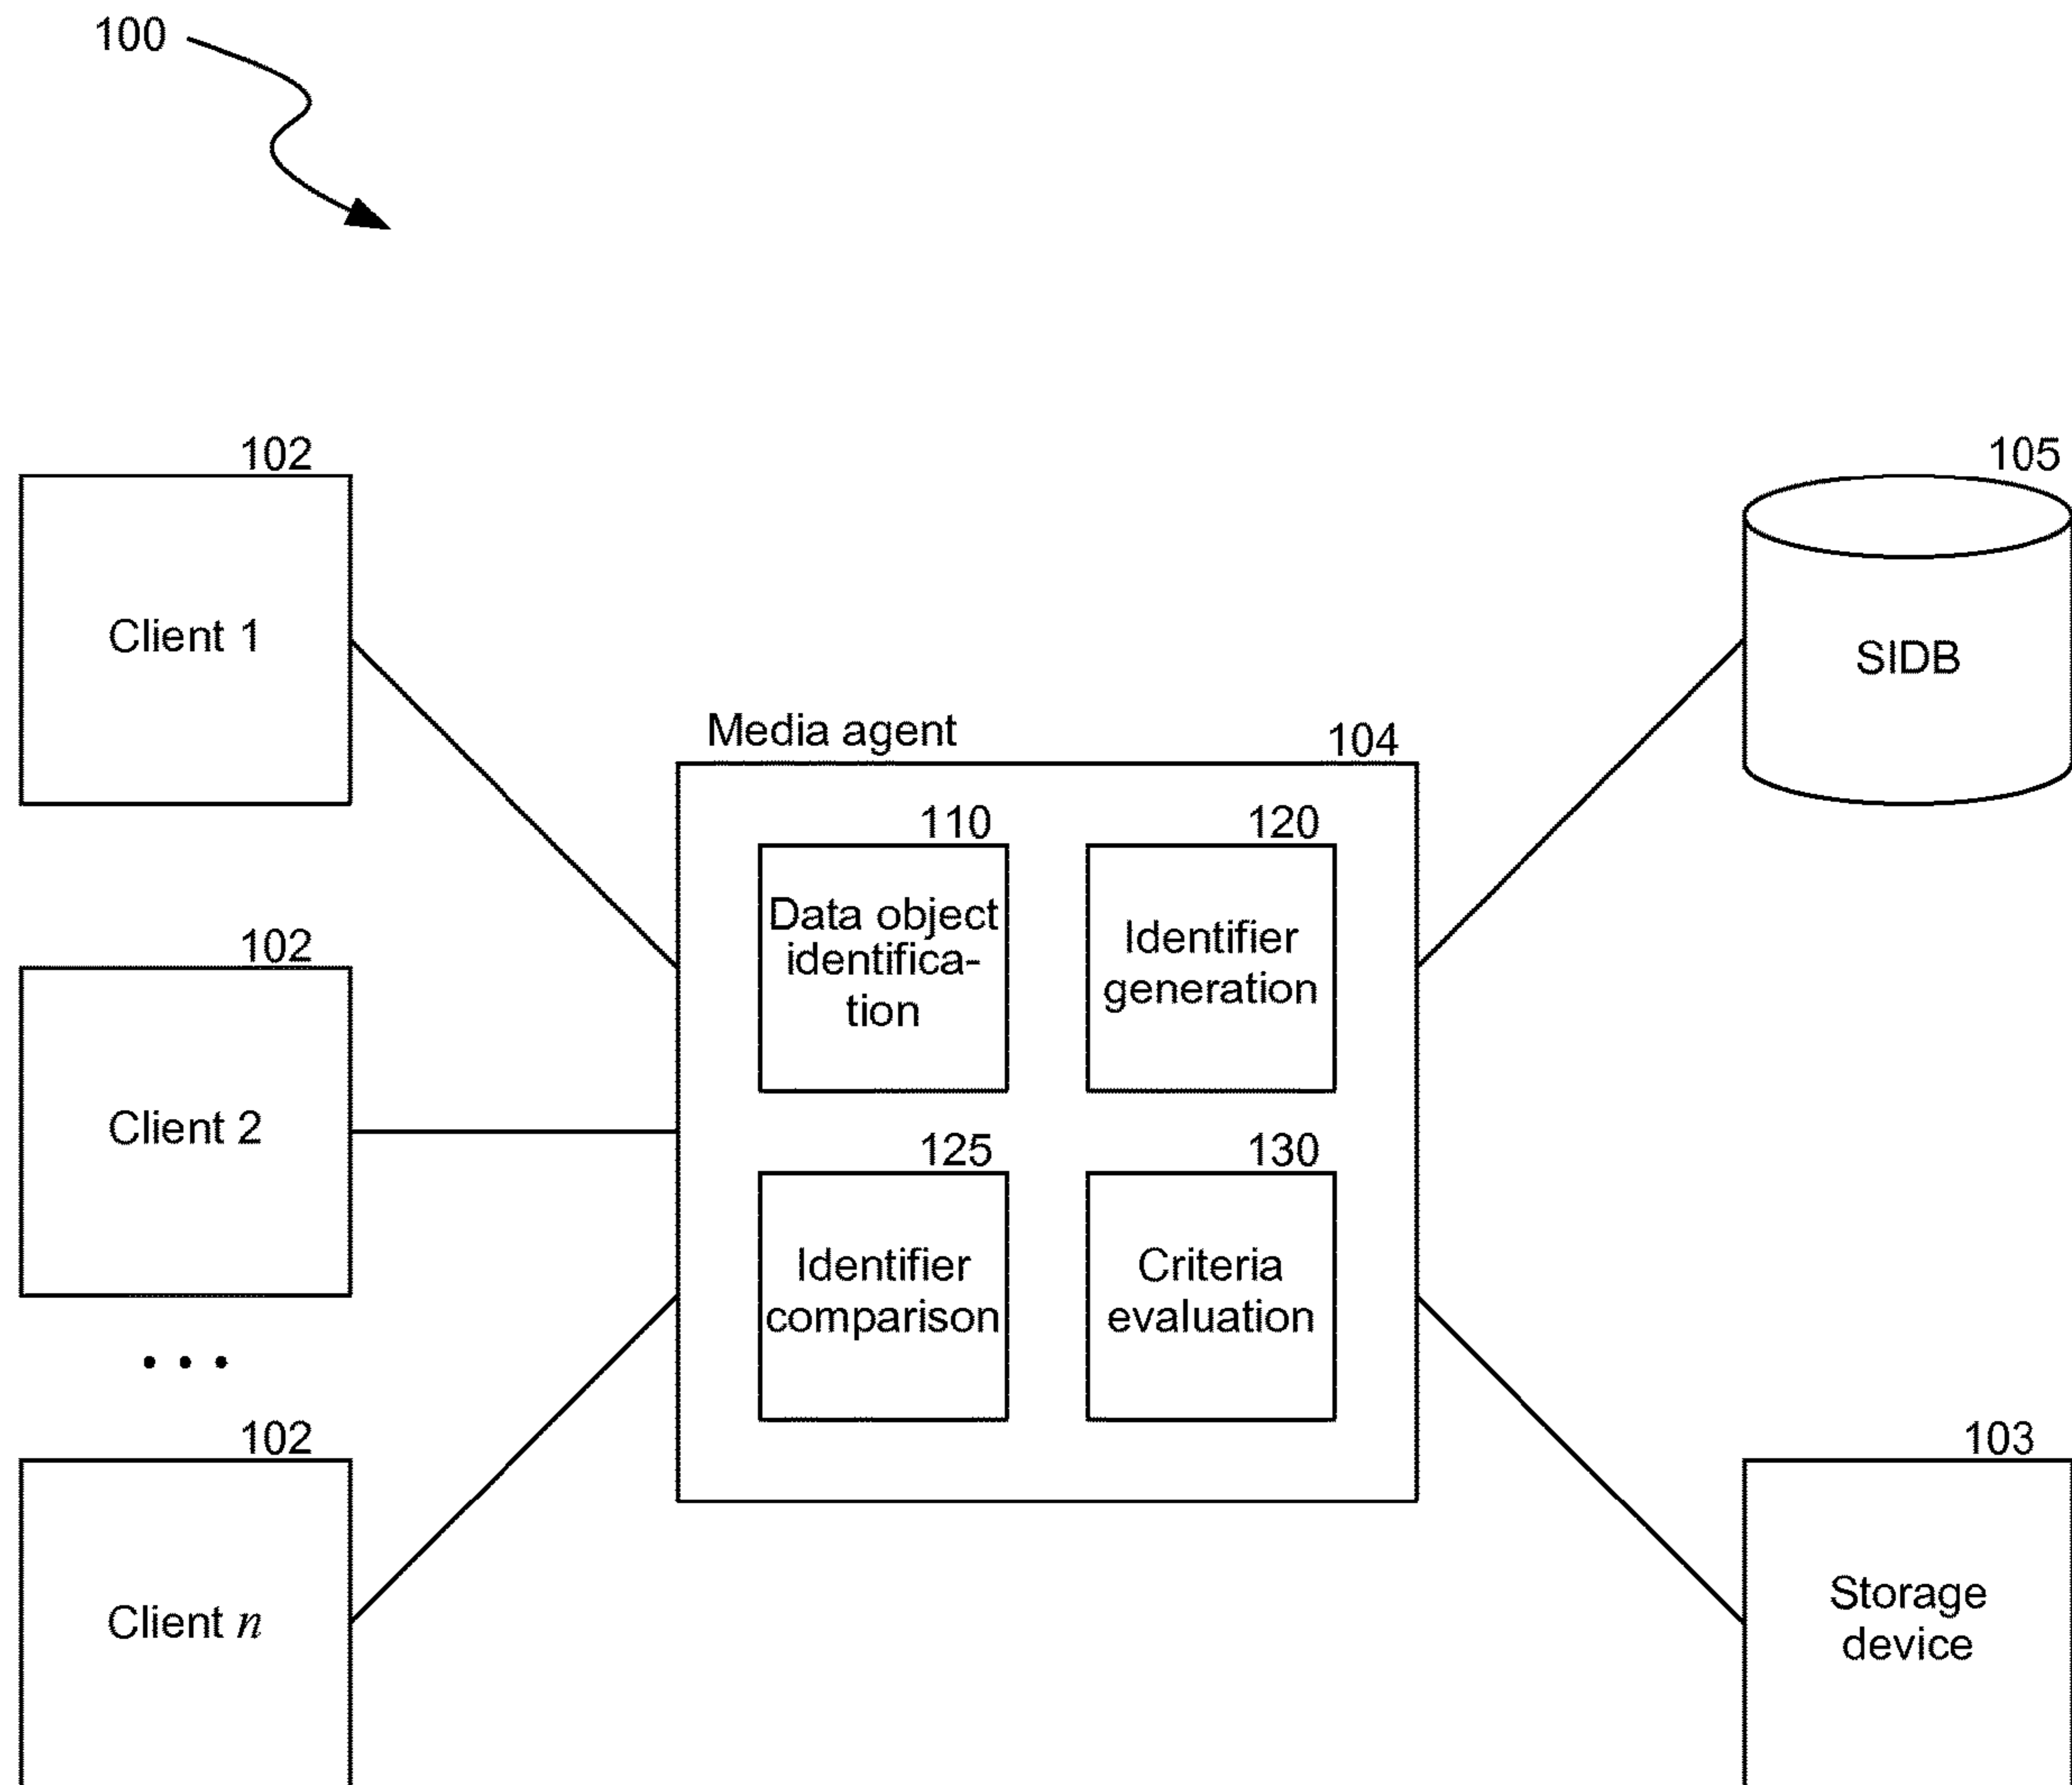 100
102
Client 1
105
SIDB
Media agent
104
110
Data object
identifica-
tion
120
Identifier
generation
102
Client 2
125
Identifier
comparison
130
Criteria
evaluation
...
102
Client n
103
Storage
device